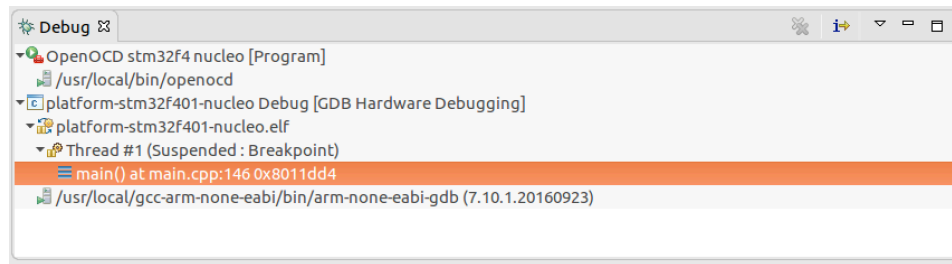 Debug
OpenOCD stm32f4 nucleo [Program]
/usr/local/bin/openocd
platform-stm32f401-nucleo Debug [GDB Hardware Debugging]
platform-stm32f401-nucleo.elf
Thread #1 (Suspended : Breakpoint)
main() at main.cpp:146 0x8011dd4
/usr/local/gcc-arm-none-eabi/bin/arm-none-eabi-gdb (7.10.1.20160923)